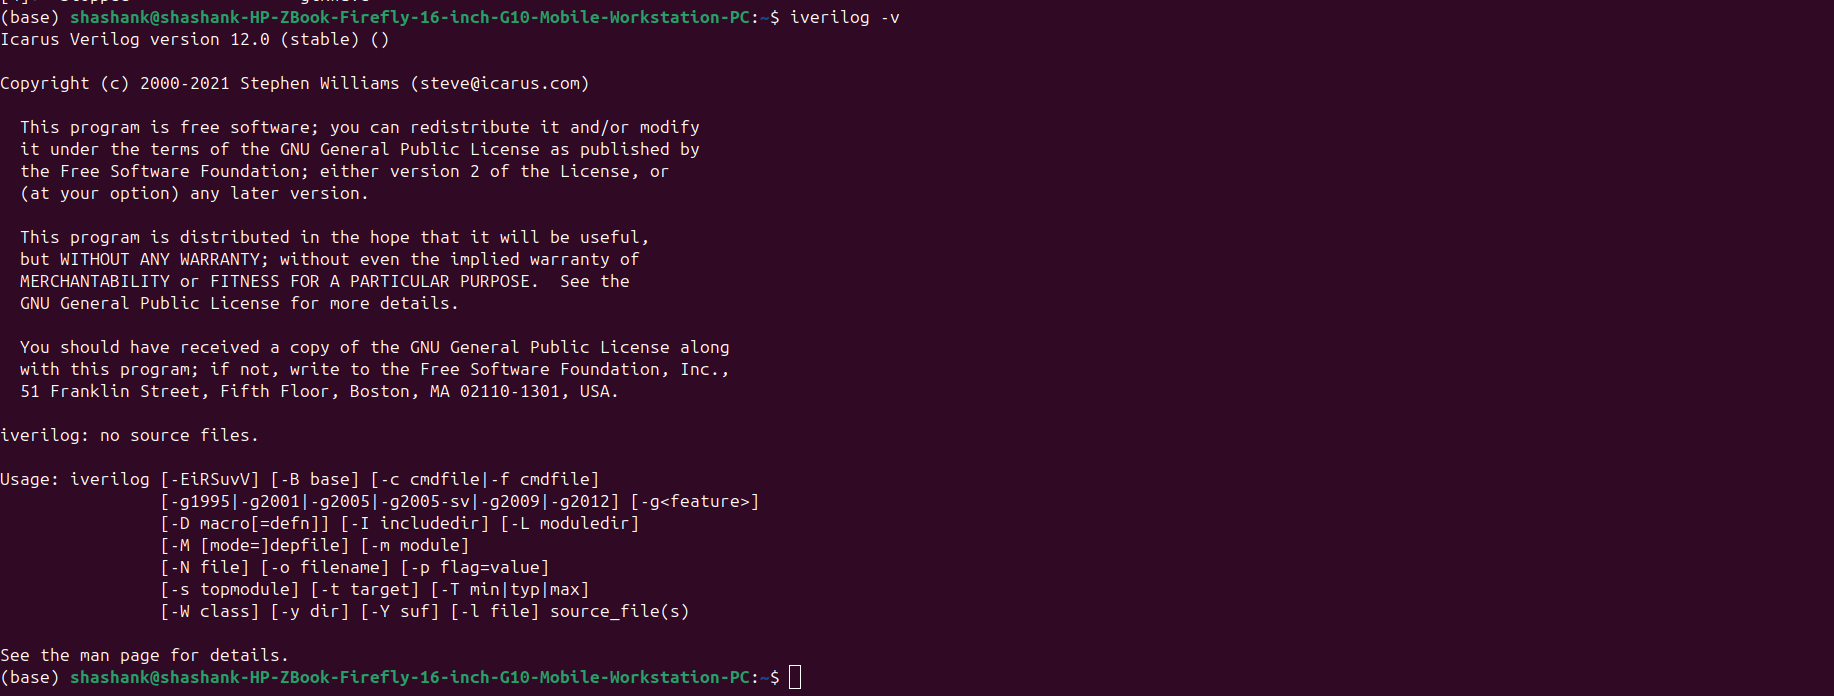 (base) shashank@shashank-HP-ZBook-Firefly-16-inch-G10-Mobile-Workstation-PC:~$ iverilog -v
Icarus Verilog version 12.0 (stable) ()
Copyright (c) 2000-2021 Stephen Williams (steve@icarus.com)
This program is free software; you can redistribute it and/or modify
it under the terms of the GNU General Public License as published by
the Free Software Foundation; either version 2 of the License, or
(at your option) any later version.
This program is distributed in the hope that it will be useful,
but WITHOUT ANY WARRANTY; without even the implied warranty of
MERCHANTABILITY or FITNESS FOR A PARTICULAR PURPOSE.  See the
GNU General Public License for more details.
You should have received a copy of the GNU General Public License along
with this program; if not, write to the Free Software Foundation, Inc.,
51 Franklin Street, Fifth Floor, Boston, MA 02110-1301, USA.
iverilog: no source files.
Usage: iverilog [-EiRSuvV] [-B base] [-c cmdfile|-f cmdfile]
[-g1995|-g2001|-g2005|-g2005-sv|-g2009|-g2012] [-g<feature>]
[-D macro[=defn]] [-I includedir] [-L moduledir]
[-M [mode=]depfile] [-m module]
[-N file] [-o filename] [-p flag=value]
[-s topmodule] [-t target] [-T min|typ|max]
[-W class] [-y dir] [-Y suf] [-l file] source_file(s)
See the man page for details.
(base) shashank@shashank-HP-ZBook-Firefly-16-inch-G10-Mobile-Workstation-PC:~$